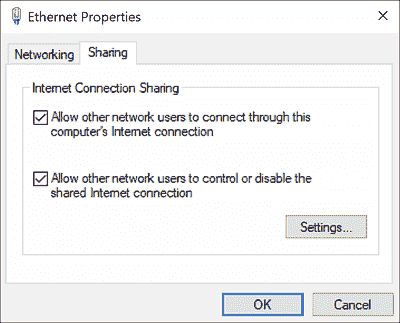 Ethernet Properties
Networking
Sharing
Internet Connection Sharing
Allow other network users to connect through this
computer's Internet connection
Allow other network users to control or disable the
shared Internet connection
Settings...
OK
Cancel